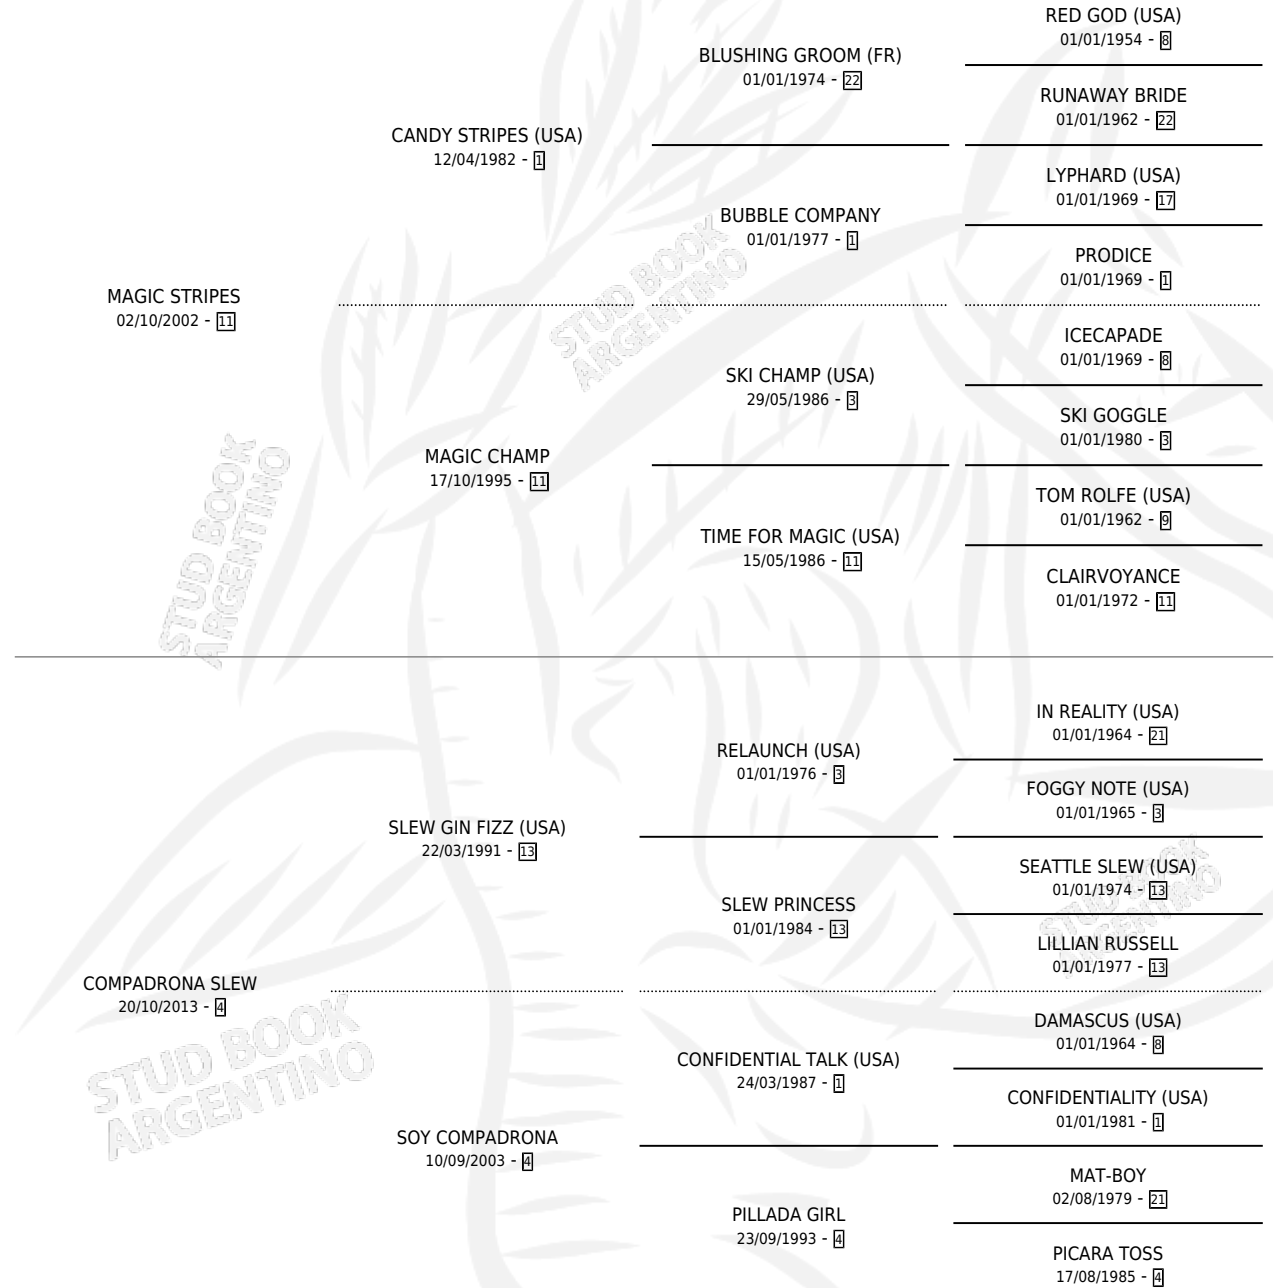 RED GOD (USA)
01/01/1954 - 8
BLUSHING GROOM (FR)
01/01/1974 - 22
RUNAWAY BRIDE
01/01/1962 - 22
CANDY STRIPES (USA)
12/04/1982 - 1
LYPHARD (USA)
01/01/1969 - 17
BUBBLE COMPANY
01/01/1977 - 1
PRODICE
01/01/1969 - 1
MAGIC STRIPES
02/10/2002 - 11
STUD BOOK
ARGENTINO
ICECAPADE
01/01/1969 - 8
SKI CHAMP (USA)
29/05/1986 - 3
SKI GOGGLE
01/01/1980 - 3
MAGIC CHAMP
17/10/1995 - 11
TOM ROLFE (USA)
01/01/1962 - 9
TIME FOR MAGIC (USA)
15/05/1986 - 11
CLAIRVOYANCE
01/01/1972 - 11
STUD BOOK
ARGENTINO
IN REALITY (USA)
01/01/1964 - 21
RELAUNCH (USA)
01/01/1976 - 3
FOGGY NOTE (USA)
01/01/1965 - 3
SLEW GIN FIZZ (USA)
22/03/1991 - 13
SEATTLE SLEW (USA)
01/01/1974 - 13
SLEW PRINCESS
01/01/1984 - 13
STUD BOOK
ARGENTINO
LILLIAN RUSSELL
01/01/1977 - 13
COMPADRONA SLEW
20/10/2013 - 4
STUD BOOK
ARGENTINO
DAMASCUS (USA)
01/01/1964 - 8
CONFIDENTIAL TALK (USA)
24/03/1987 - 1
CONFIDENTIALITY (USA)
01/01/1981 - 1
SOY COMPADRONA
10/09/2003 - 4
MAT-BOY
02/08/1979 - 21
PILLADA GIRL
23/09/1993 - 4
PICARA TOSS
17/08/1985 - 4